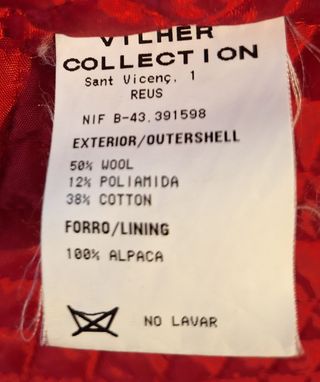 VILHER
COLLECTION
Sant Vicenç, 1
REUS
NIF B-43.391598
EXTERIOR/OUTERSHELL
50% WOOL
12% POLIAMIDA
38% COTTON
FORRO/LINING
100% ALPACA
NO LAVAR